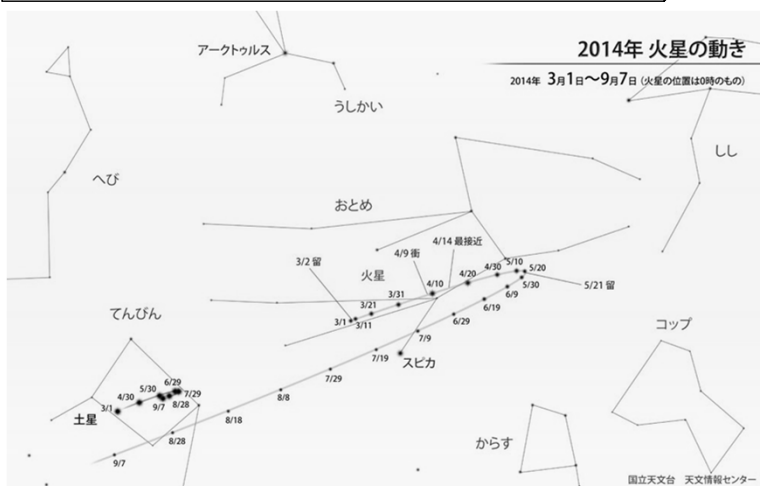 2014年 火星の動き
2014年 3月1日〜9月7日 (火星の位置は0時のもの)
アークトゥルス
うしかい
しし
へび
おとめ
4/14 最接近
4/9 衝
3/2 留
火星
4/10
4/20
4/30
5/10
5/20
5/30
5/21 留
3/31
3/21
3/1
3/11
6/9
6/19
6/29
7/9
7/19
スピカ
7/29
8/8
8/18
8/28
9/7
てんびん
コップ
5/30
6/29
4/30
7/29
3/1
9/7
8/28
土星
からす
国立天文台 天文情報センター